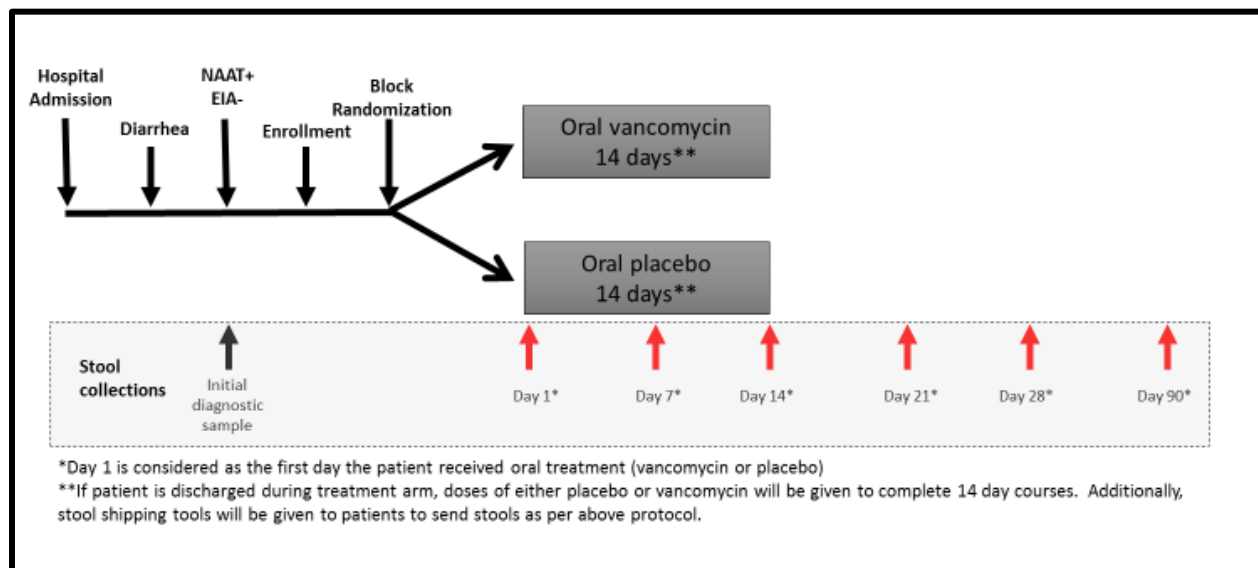 Hospital
Admission
Diarrhea
NAAT+
EIA-
Enrollment
Block
Randomization
Oral vancomycin
14 days**
Oral placebo
14 days**
Stool
collections
Initial
diagnostic
sample
Day 1*
Day 7*
Day 14*
Day 21*
Day 28*
Day 90*
*Day 1 is considered as the first day the patient received oral treatment (vancomycin or placebo)
**If patient is discharged during treatment arm, doses of either placebo or vancomycin will be given to complete 14 day courses.  Additionally,
stool shipping tools will be given to patients to send stools as per above protocol.